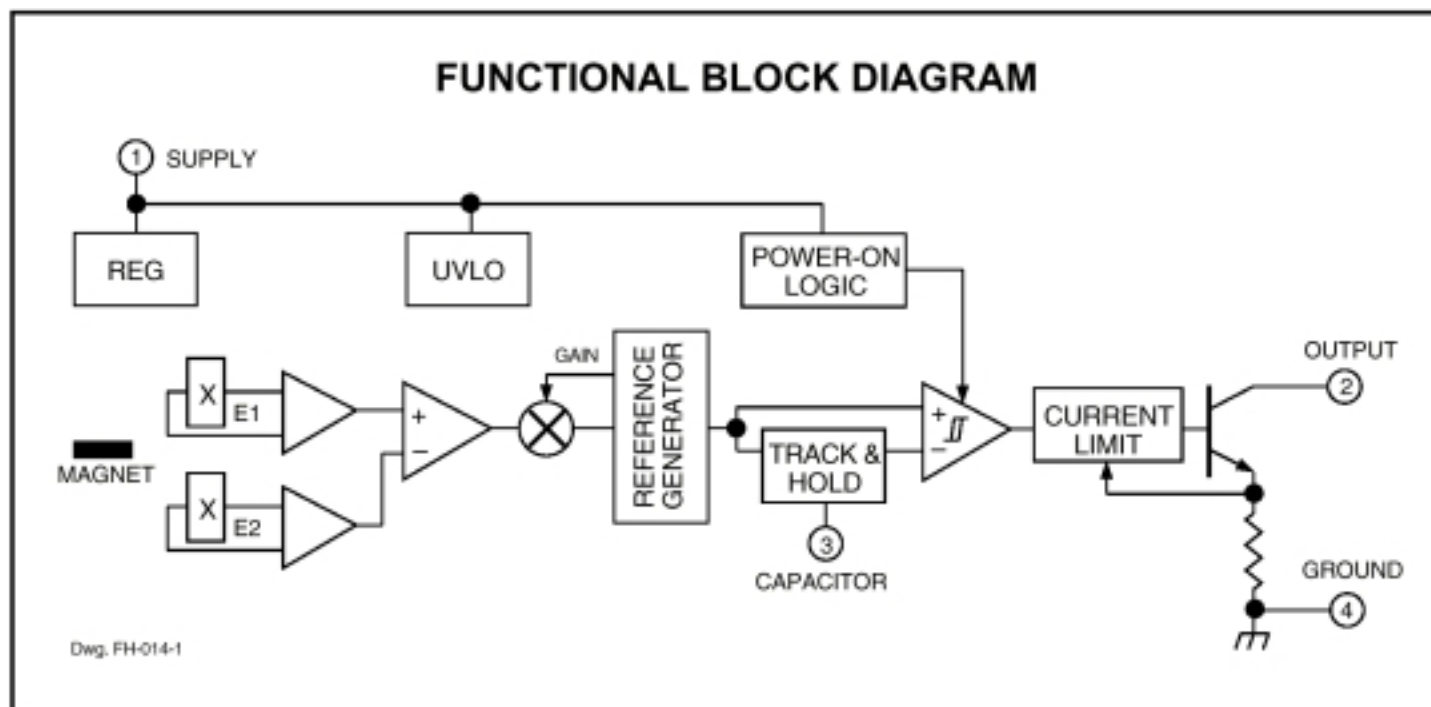 FUNCTIONAL BLOCK DIAGRAM
1 SUPPLY
REG
UVLO
POWER-ON
LOGIC
X
E1
MAGNET
X
E2
+
−
GAIN
REFERENCE
GENERATOR
TRACK &
HOLD
3
CAPACITOR
+
−
CURRENT
LIMIT
OUTPUT
2
GROUND
4
Dwg. FH-014-1